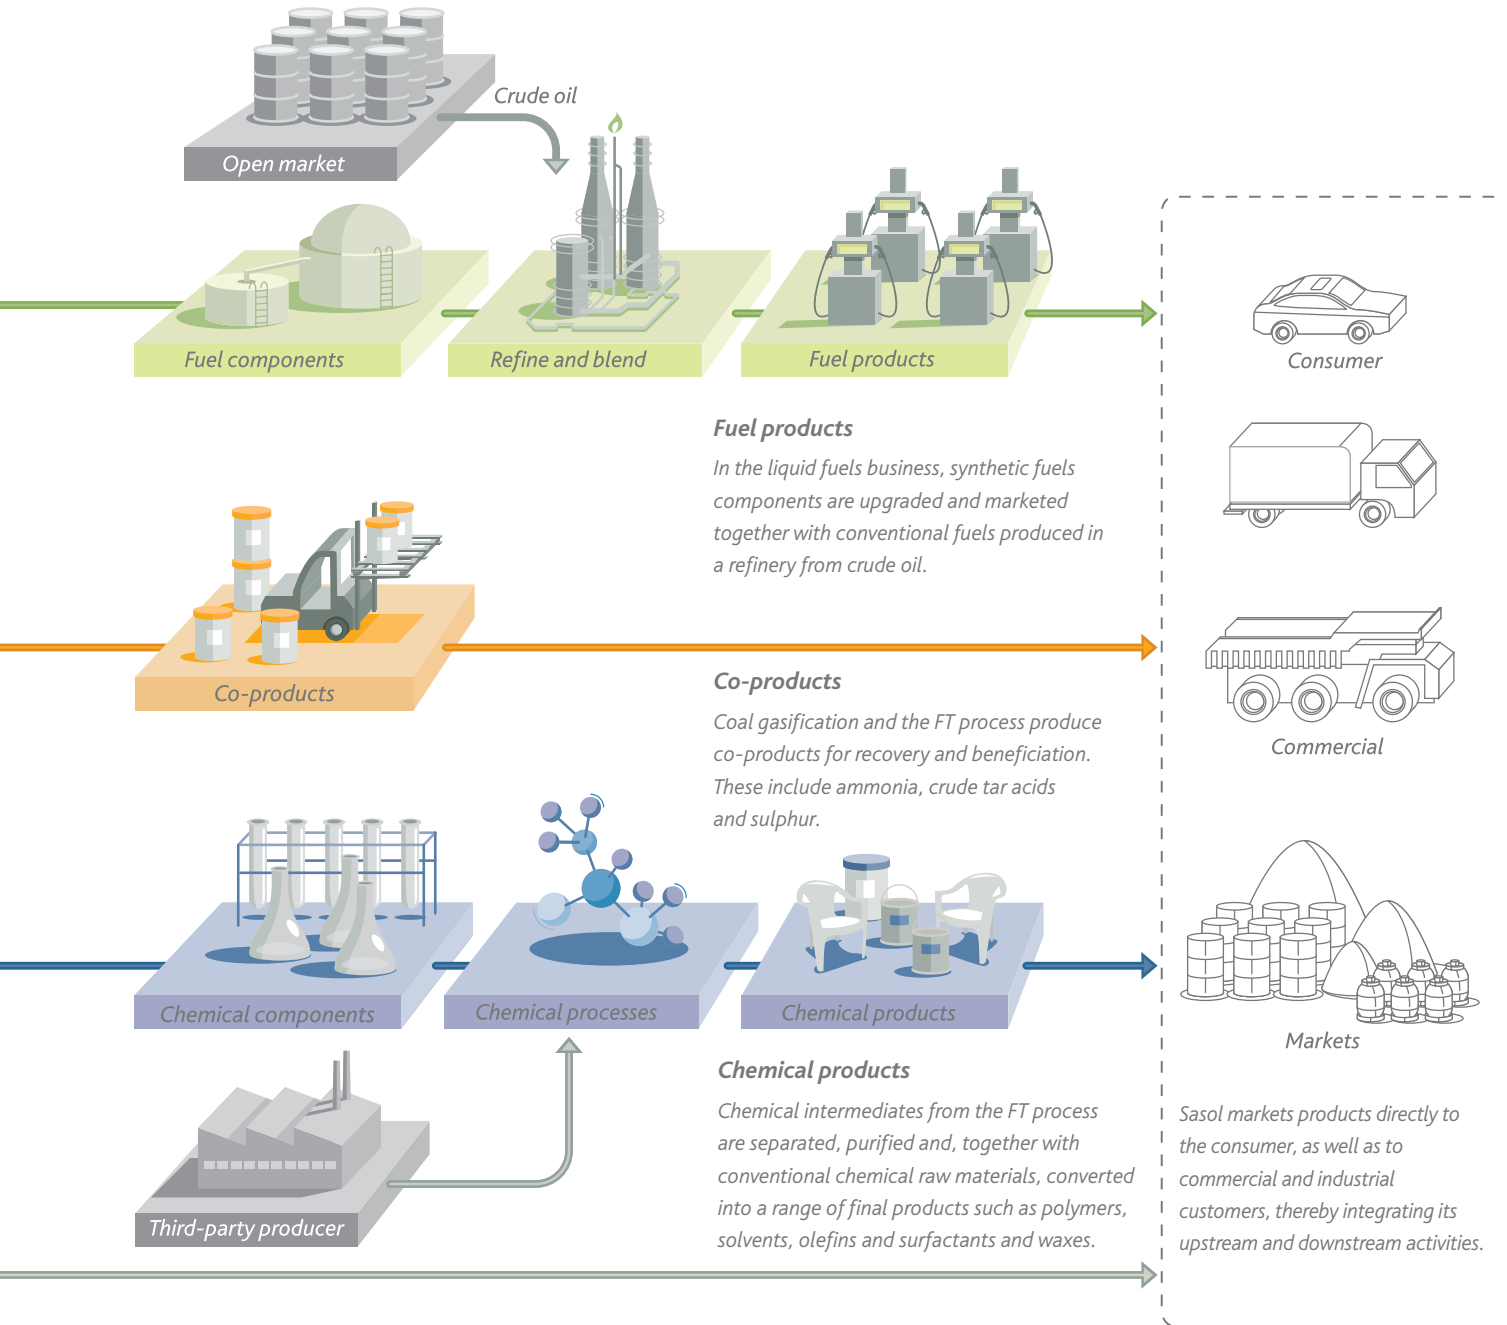 Crude oil
Open market
Fuel components
Refine and blend
Fuel products
Consumer
Fuel products
In the liquid fuels business, synthetic fuels
components are upgraded and marketed
together with conventional fuels produced in
a refinery from crude oil.
Co-products
Co-products
Coal gasification and the FT process produce
co-products for recovery and beneficiation.
These include ammonia, crude tar acids
and sulphur.
Commercial
Chemical components
Chemical processes
Chemical products
Markets
Chemical products
Chemical intermediates from the FT process
are separated, purified and, together with
conventional chemical raw materials, converted
into a range of final products such as polymers,
solvents, olefins and surfactants and waxes.
Third-party producer
Sasol markets products directly to
the consumer, as well as to
commercial and industrial
customers, thereby integrating its
upstream and downstream activities.